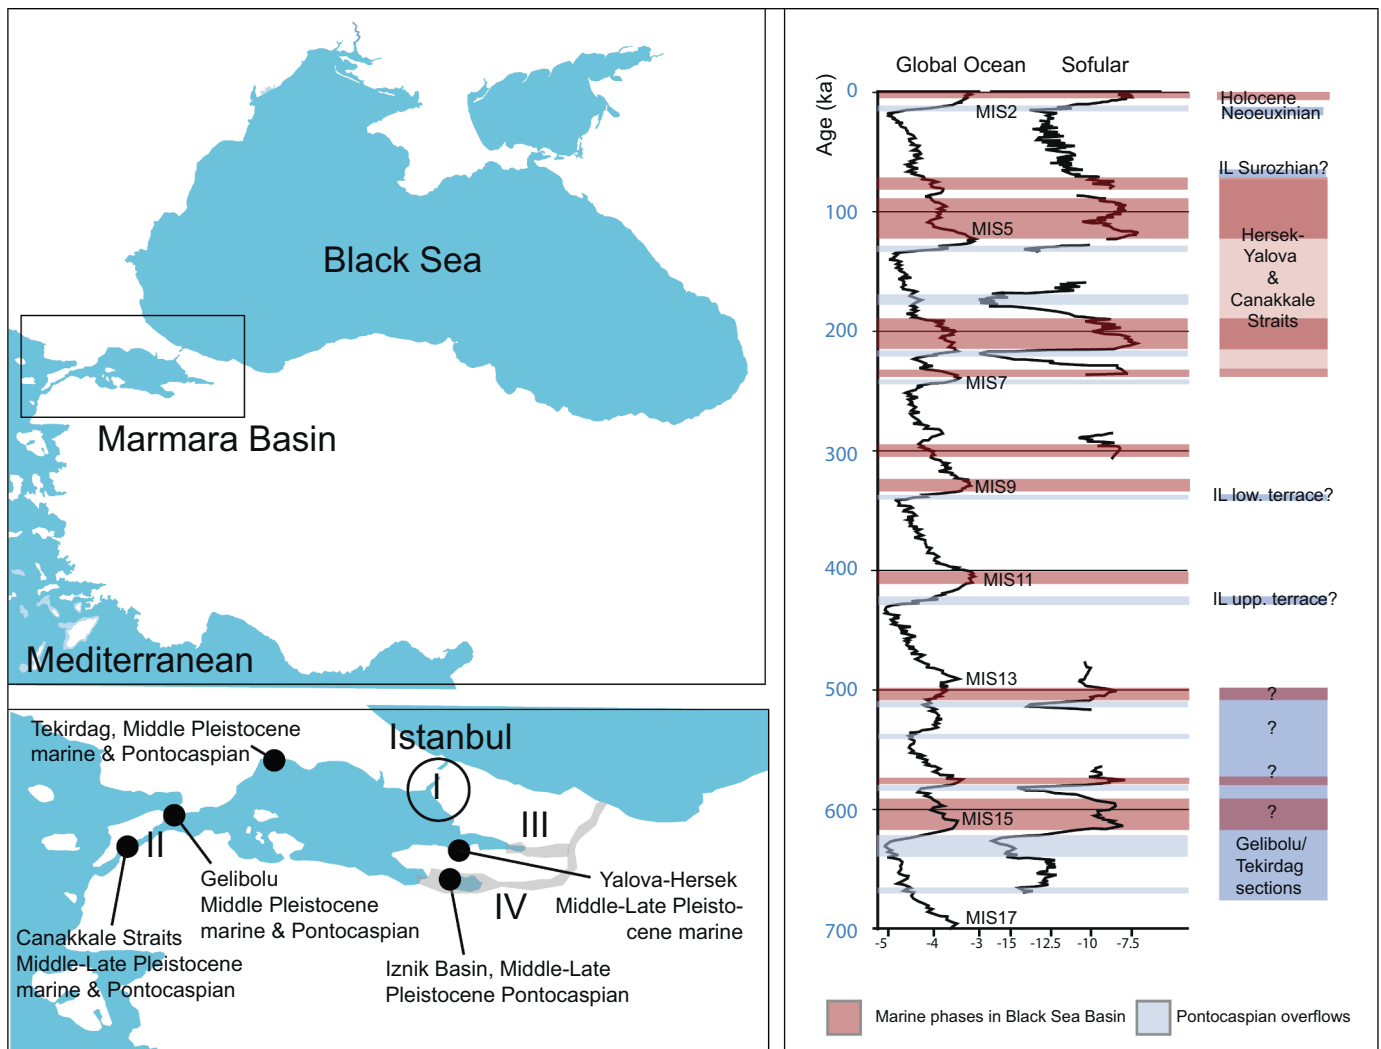 Black Sea
Marmara Basin
Mediterranean
Tekirdag, Middle Pleistocene
marine & Pontocaspian
Istanbul
I
II
III
IV
Gelibolu
Middle Pleistocene
marine & Pontocaspian
Yalova-Hersek
Middle-Late Pleisto-
cene marine
Canakkale Straits
Middle-Late Pleistocene
marine & Pontocaspian
Iznik Basin, Middle-Late
Pleistocene Pontocaspian
Global Ocean
Sofular
Age (ka)
0
100
200
300
400
500
600
700
MIS2
MIS5
MIS7
MIS9
MIS11
MIS13
MIS15
MIS17
-5
-4
-3
-15
-12.5
-10
-7.5
Holocene
Neoeuxinian
IL Surozhian?
Hersek-
Yalova
&
Canakkale
Straits
IL low. terrace?
IL upp. terrace?
?
?
?
?
Gelibolu/
Tekirdag
sections
Marine phases in Black Sea Basin
Pontocaspian overflows